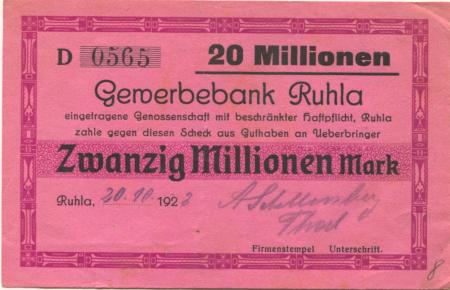 D 0565 20 Millionen
Gewerbebank Ruhla
eingetragene Genossenschaft mit beschränkter Haftpflicht, Ruhla
zahle gegen diesen Scheck aus Guthaben an Ueberbringer
Zwanzig Millionen Mark
Ruhla, 20.10. 1923
Firmenstempel Unterschrift.
8